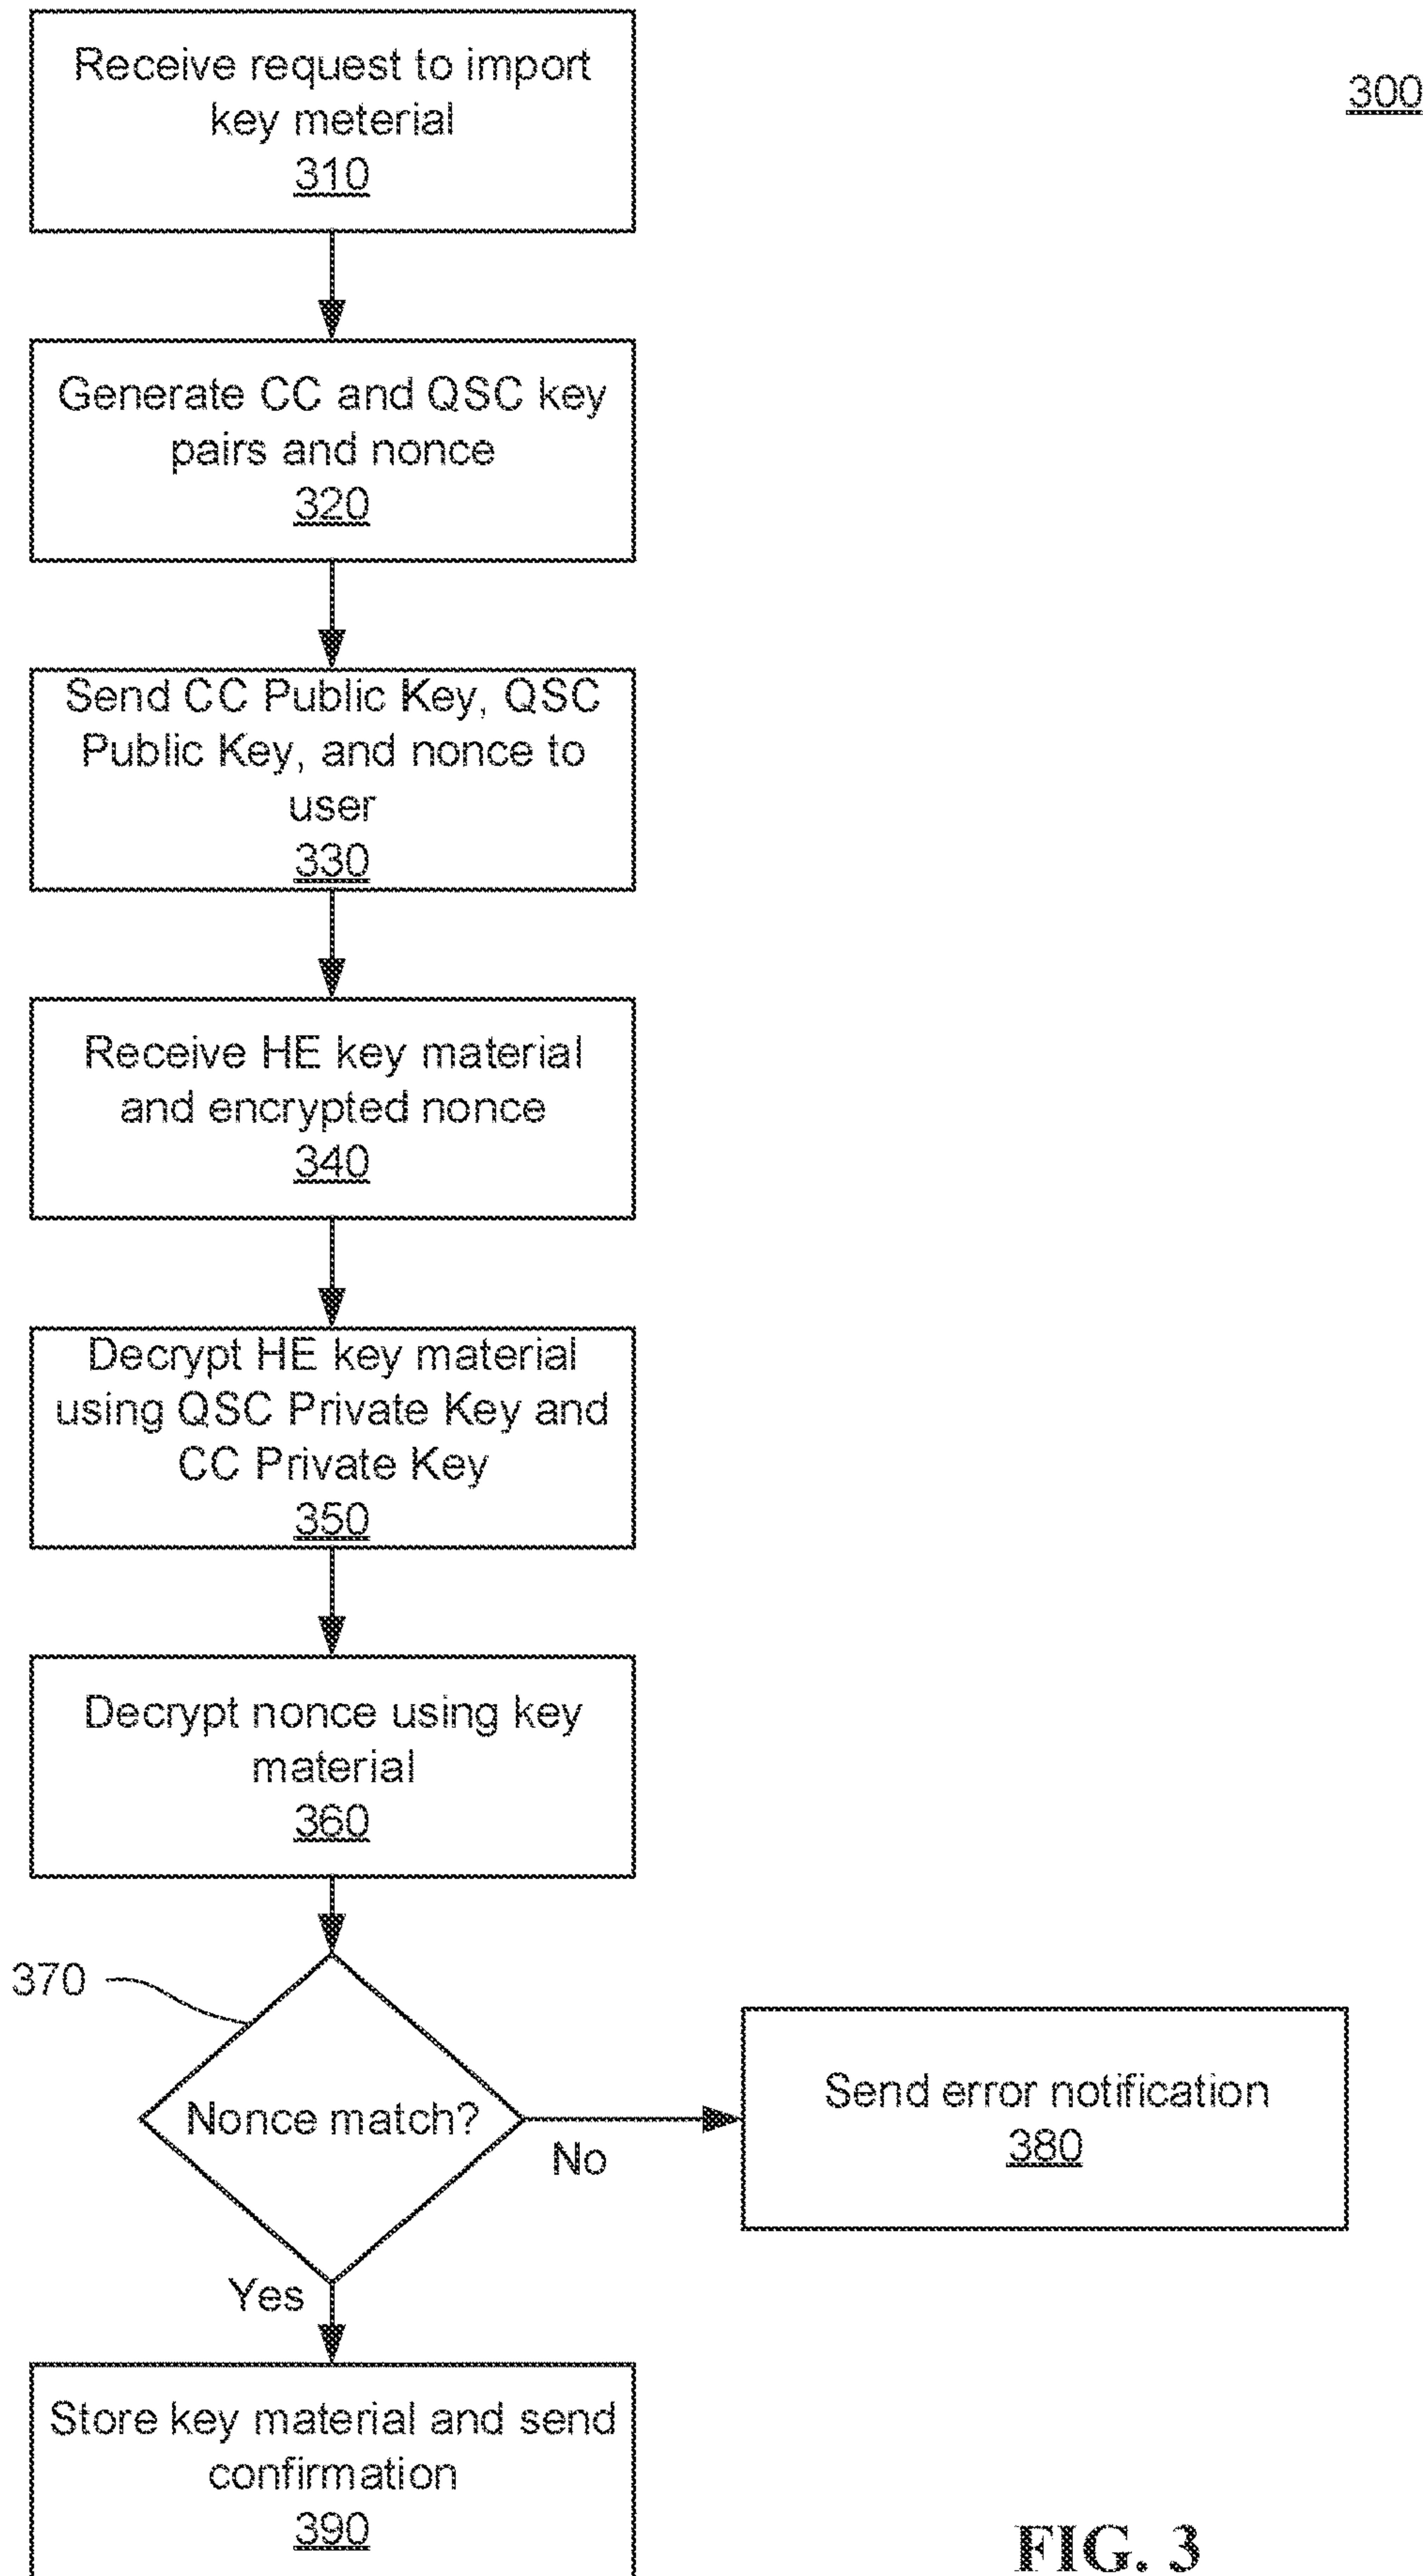 Receive request to import
key meterial
310
300
Generate CC and QSC key
pairs and nonce
320
Send CC Public Key, QSC
Public Key, and nonce to
user
330
Receive HE key material
and encrypted nonce
340
Decrypt HE key material
using QSC Private Key and
CC Private Key
350
Decrypt nonce using key
material
360
370
Nonce match?
No
Send error notification
380
Yes
Store key material and send
confirmation
390
FIG. 3